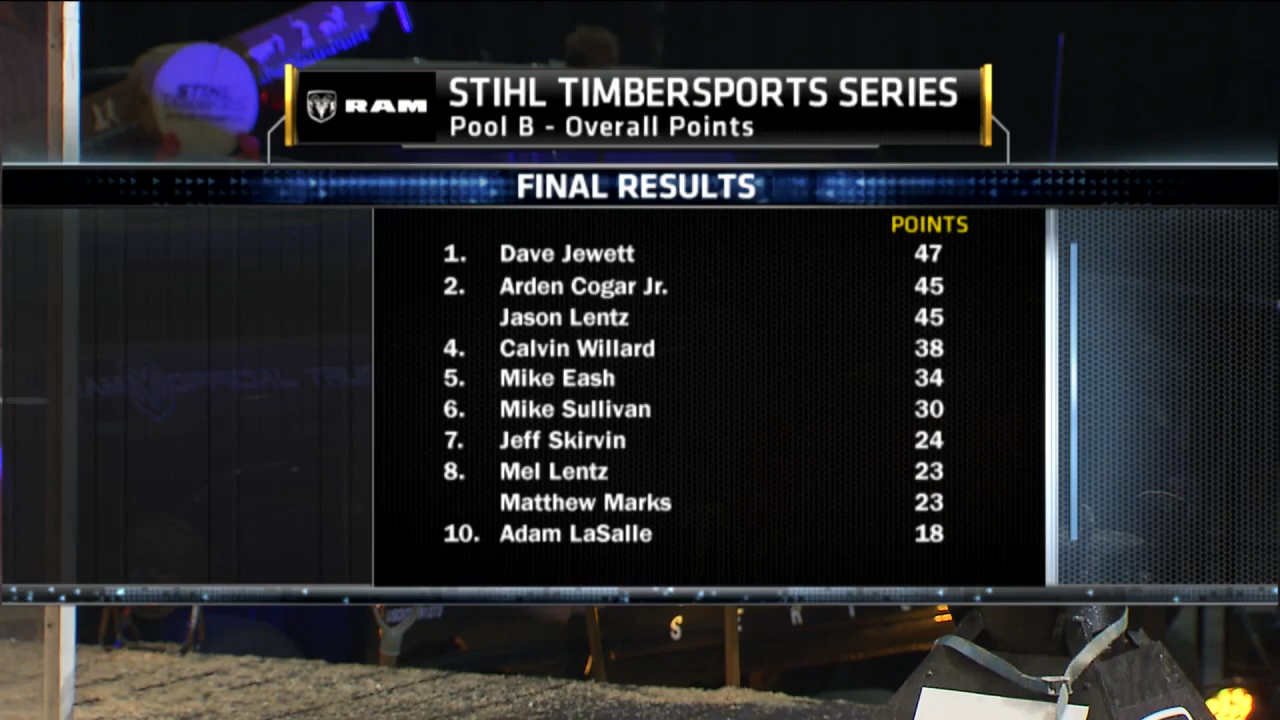 STIHL
RAM
STIHL TIMBERSPORTS SERIES
Pool B - Overall Points
FINAL RESULTS
POINTS
1. Dave Jewett 47
2. Arden Cogar Jr. 45
Jason Lentz 45
4. Calvin Willard 38
5. Mike Eash 34
6. Mike Sullivan 30
7. Jeff Skirvin 24
8. Mel Lentz 23
Matthew Marks 23
10. Adam LaSalle 18